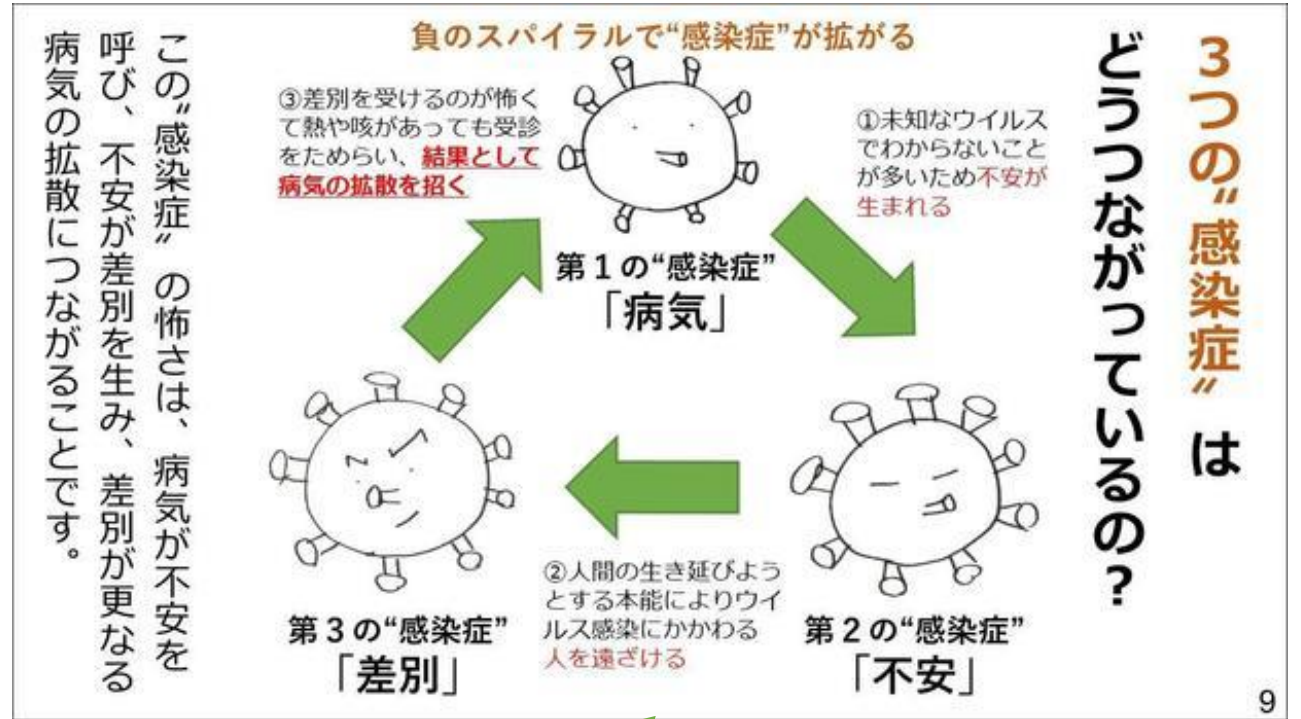 3つの“感染症〟は
どうつながっているの？
負のスパイラルで“感染症”が拡がる
①未知なウイルス
でわからないこと
が多いため不安が
生まれる
第１の“感染症”
「病気」
②人間の生き延びよう
とする本能によりウイ
ルス感染にかかわる
人を遠ざける
第２の“感染症”
「不安」
③差別を受けるのが怖く
て熱や咳があっても受診
をためらい、結果として
病気の拡散を招く
第３の“感染症”
「差別」
この“感染症〟の怖さは、病気が不安を
呼び、不安が差別を生み、差別が更なる
病気の拡散につながることです。
9